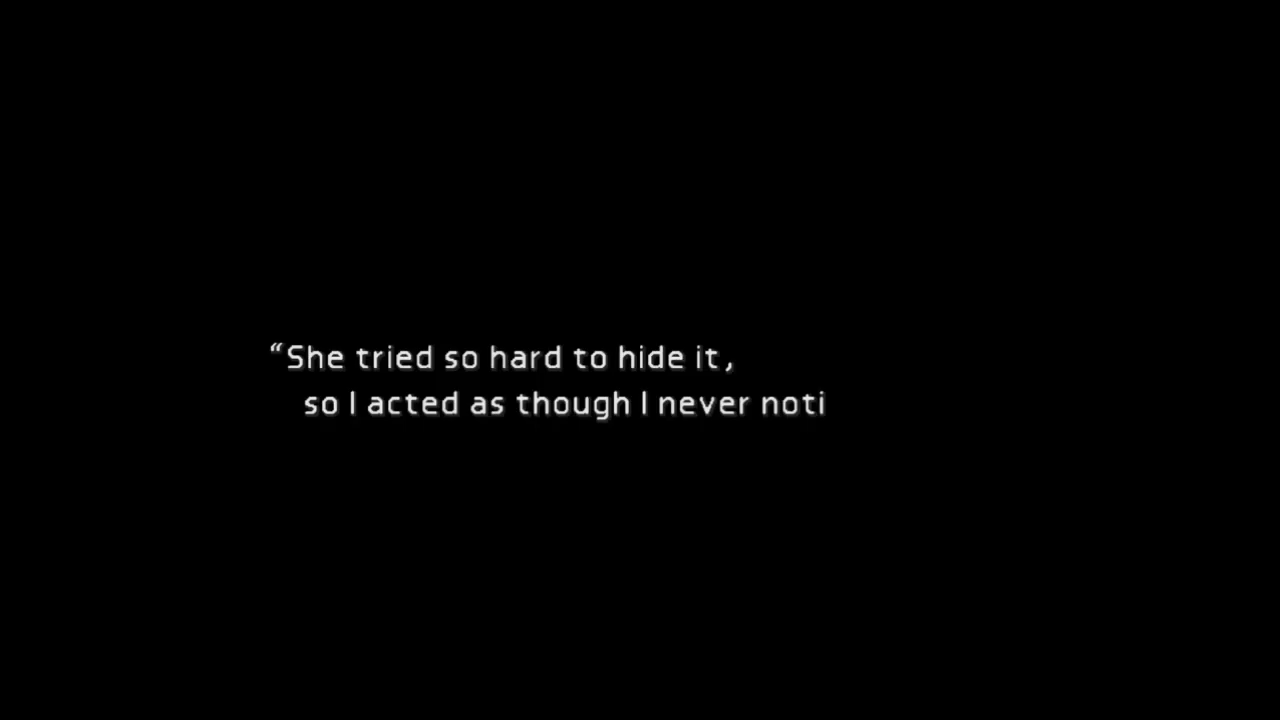 “She tried so hard to hide it,
so I acted as though I never noti